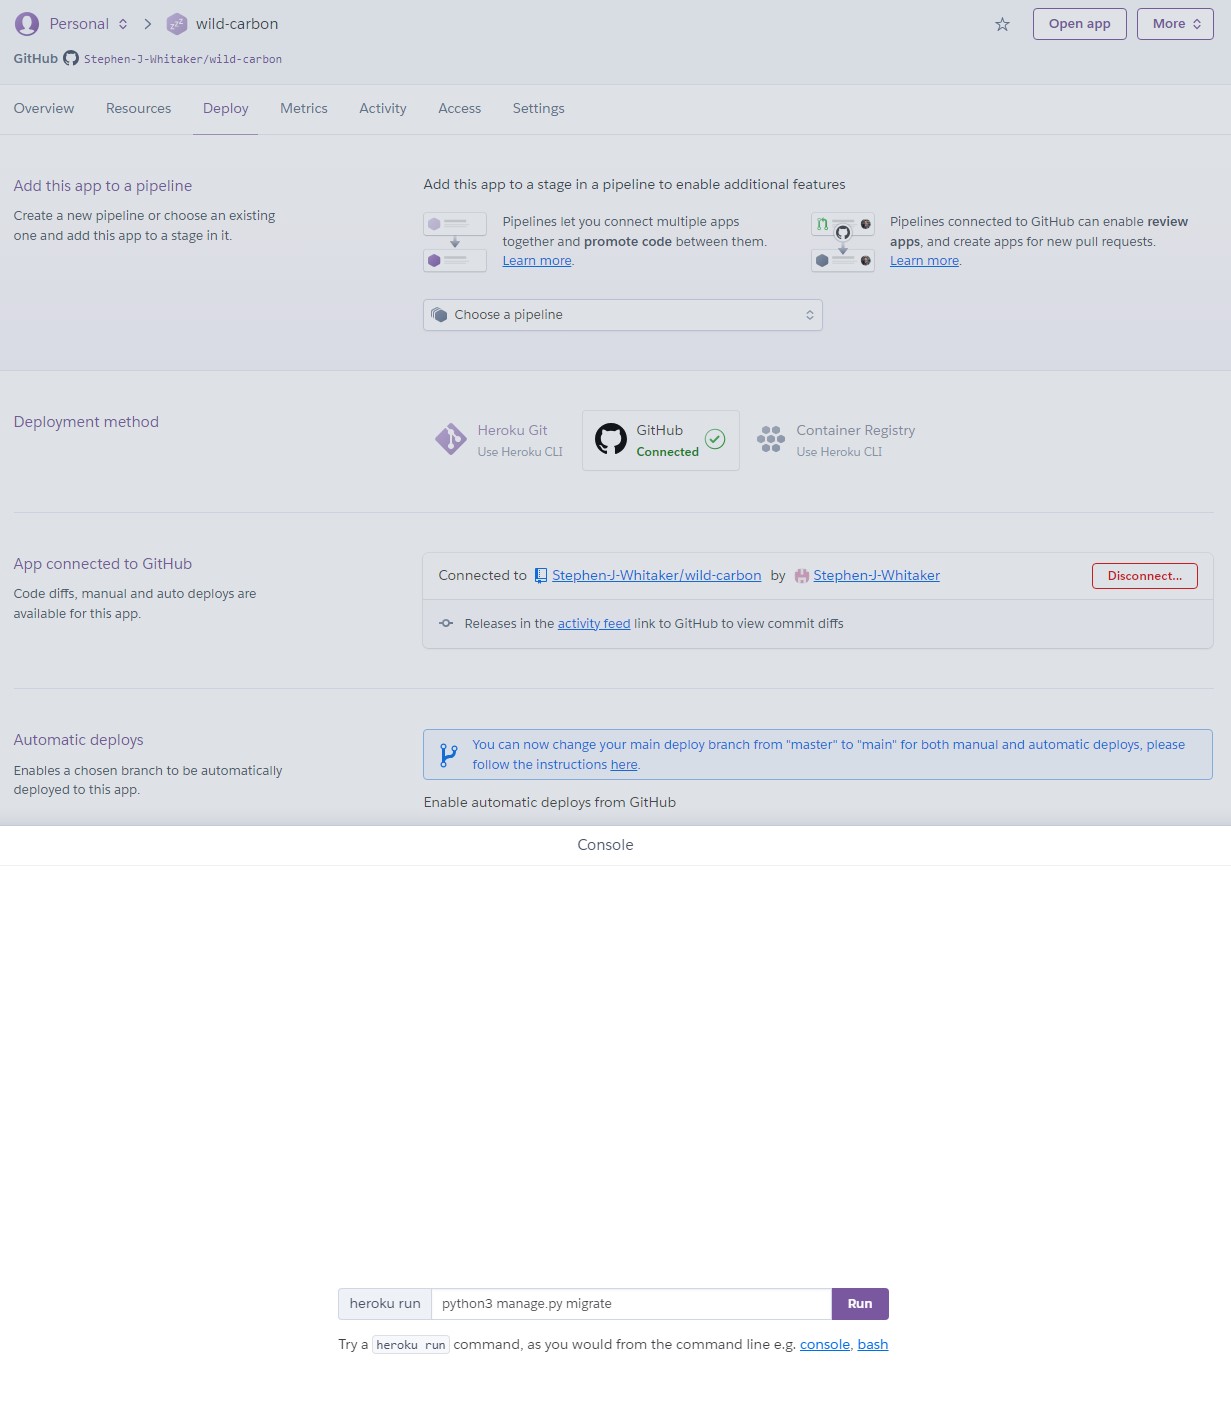 Personal wild-carbon Open app More
GitHub Stephen-J-Whitaker/wild-carbon
Overview Resources Deploy Metrics Activity Access Settings
Add this app to a pipeline
Create a new pipeline or choose an existing
one and add this app to a stage in it.
Add this app to a stage in a pipeline to enable additional features
Pipelines let you connect multiple apps
together and promote code between them.
Learn more.
Pipelines connected to GitHub can enable review
apps, and create apps for new pull requests.
Learn more.
Choose a pipeline
Deployment method
Heroku Git
Use Heroku CLI
GitHub
Connected
Container Registry
Use Heroku CLI
App connected to GitHub
Code diffs, manual and auto deploys are
available for this app.
Connected to Stephen-J-Whitaker/wild-carbon by Stephen-J-Whitaker Disconnect...
Releases in the activity feed link to GitHub to view commit diffs
Automatic deploys
Enables a chosen branch to be automatically
deployed to this app.
You can now change your main deploy branch from "master" to "main" for both manual and automatic deploys, please
follow the instructions here.
Enable automatic deploys from GitHub
Console
heroku run python3 manage.py migrate Run
Try a heroku run command, as you would from the command line e.g. console, bash